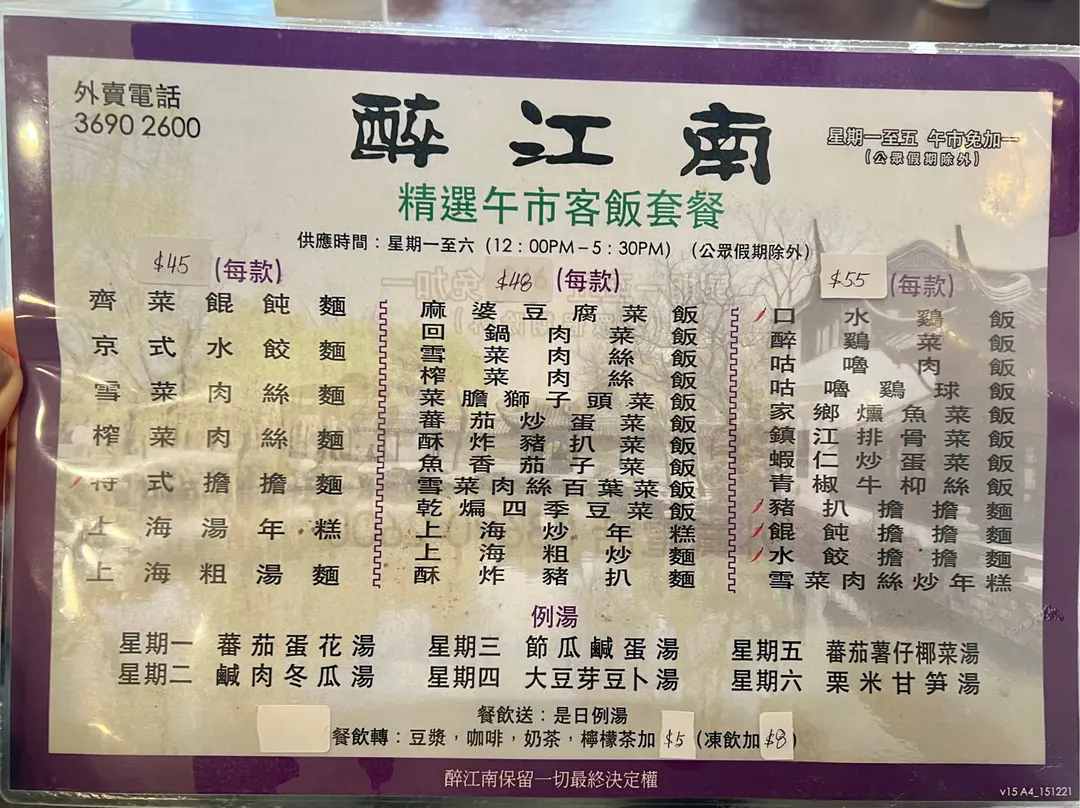 外賣電話
3690 2600
醉江南
星期一至五 午市免加一
(公眾假期除外)
精選午市客飯套餐
供應時間：星期一至六（12：00PM－5：30PM）（公眾假期除外）
$45 (每款)
齊菜餛飩麵
京式水餃麵
雪菜肉絲麵
榨菜肉絲麵
特式擔擔麵
上海湯年糕
上海粗湯麵
$48 (每款)
麻婆豆腐菜飯
回鍋肉菜飯
雪菜肉絲飯
榨菜肉絲飯
菜膽獅子頭菜飯
蕃茄炒蛋菜飯
酥炸豬扒菜飯
魚香茄子菜飯
雪菜肉絲百葉菜飯
乾煸四季豆菜飯
上海炒年糕
上海粗炒麵
酥炸豬扒麵
$55 (每款)
口水鷄飯
醉鷄菜飯
咕嚕肉飯
咕嚕鷄球飯
家鄉燻魚菜飯
鎮江排骨菜飯
蝦仁炒蛋菜飯
青椒牛柳絲飯
豬扒擔擔麵
餛飩擔擔麵
水餃擔擔麵
雪菜肉絲炒年糕
例湯
星期一 蕃茄蛋花湯
星期二 鹹肉冬瓜湯
星期三 節瓜鹹蛋湯
星期四 大豆芽豆卜湯
星期五 蕃茄薯仔椰菜湯
星期六 栗米甘笋湯
餐飲送：是日例湯
餐飲轉：豆漿，咖啡，奶茶，檸檬茶加 $5 (凍飲加 $8)
醉江南保留一切最終決定權
v15 A4_151221